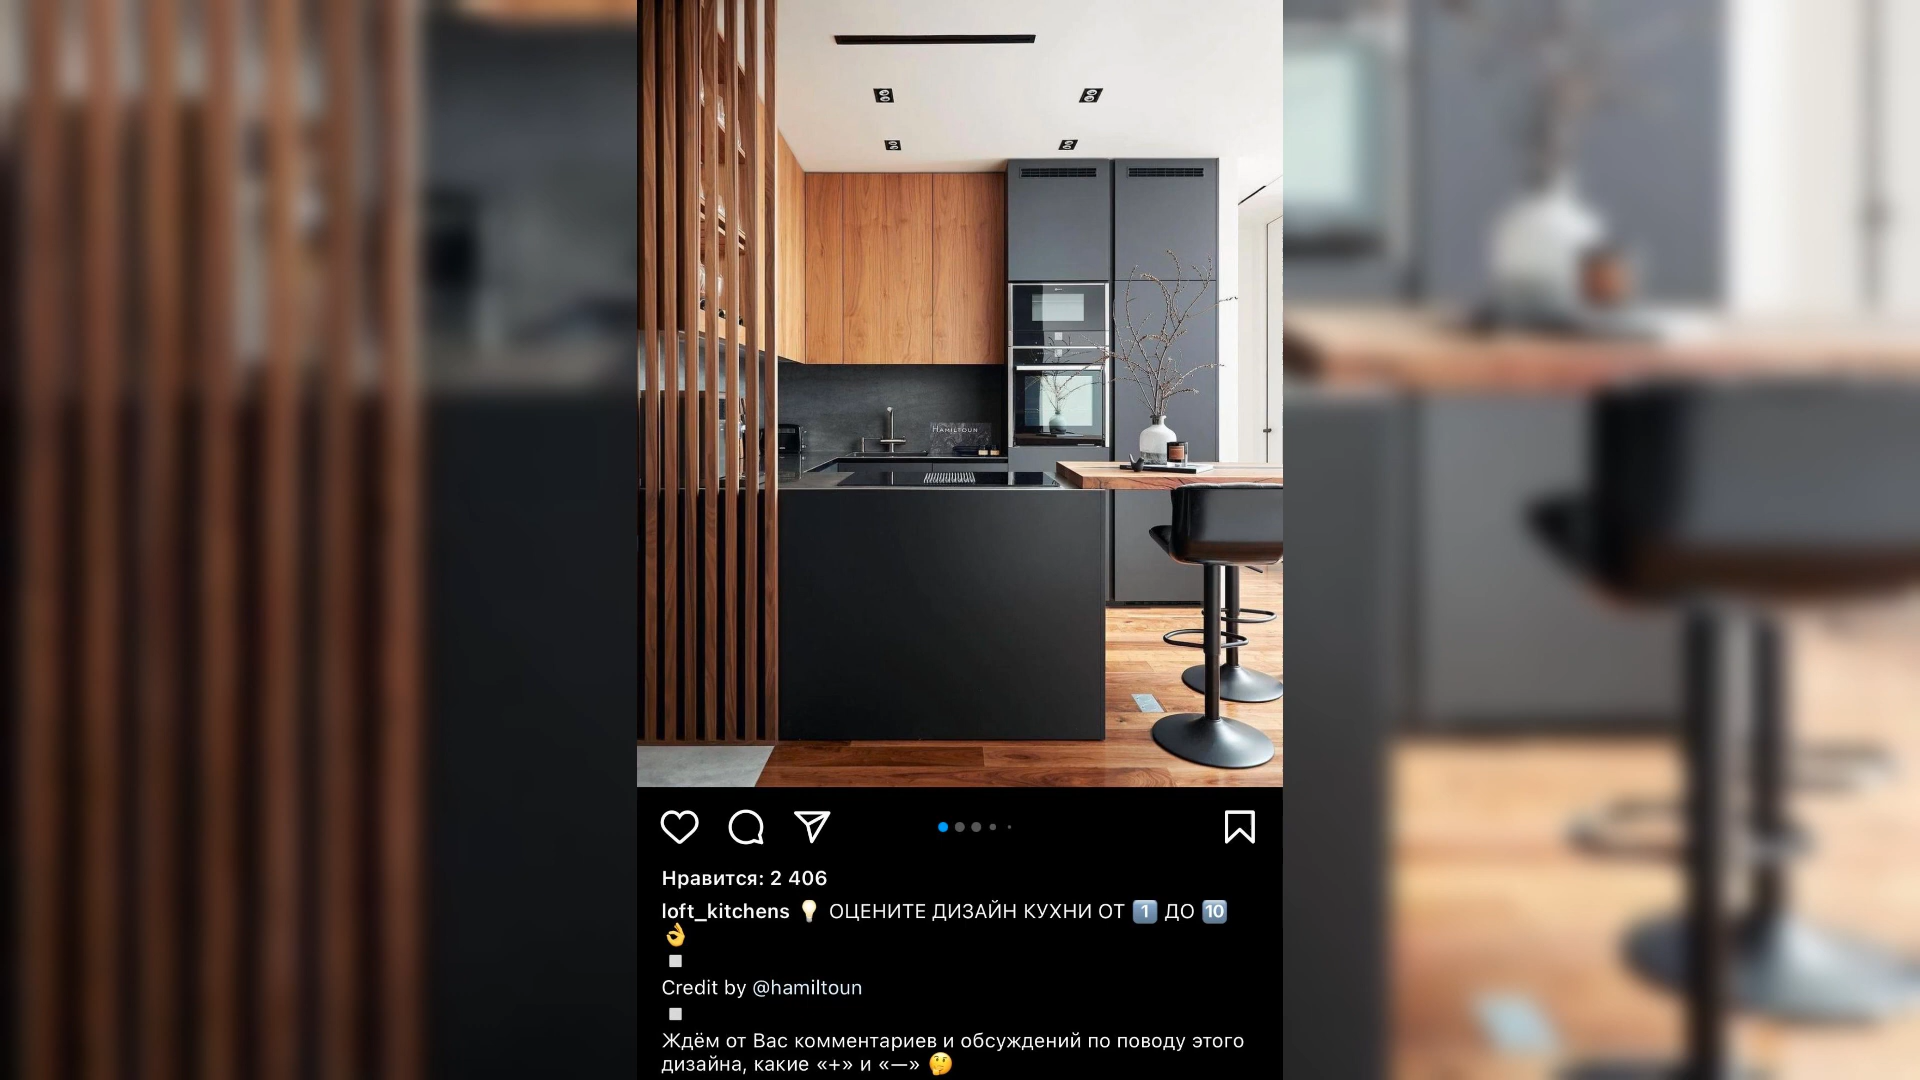 HAMILTOUN
Нравится: 2 406
loft_kitchens 💡 ОЦЕНИТЕ ДИЗАЙН КУХНИ ОТ 1️⃣ ДО 🔟
👌
◽
Credit by @hamiltoun
◽
Ждём от Вас комментариев и обсуждений по поводу этого
дизайна, какие «+» и «—» 🤔